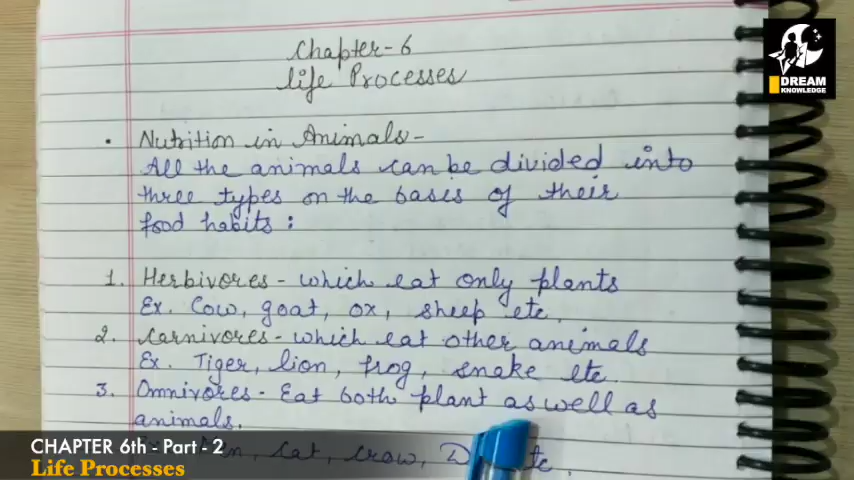 Chapter-6
Life Processes
DREAM
KNOWLEDGE
• Nutrition in Animals-
All the animals can be divided into
three types on the basis of their
food habits :
1. Herbivores - which eat only plants
Ex. Cow, goat, ox, sheep etc.
2. Carnivores - which eat other animals
Ex. Tiger, lion, frog, snake etc.
3. Omnivores - Eat both plant as well as
animals.
cat, crow,
CHAPTER 6th - Part - 2
Life Processes